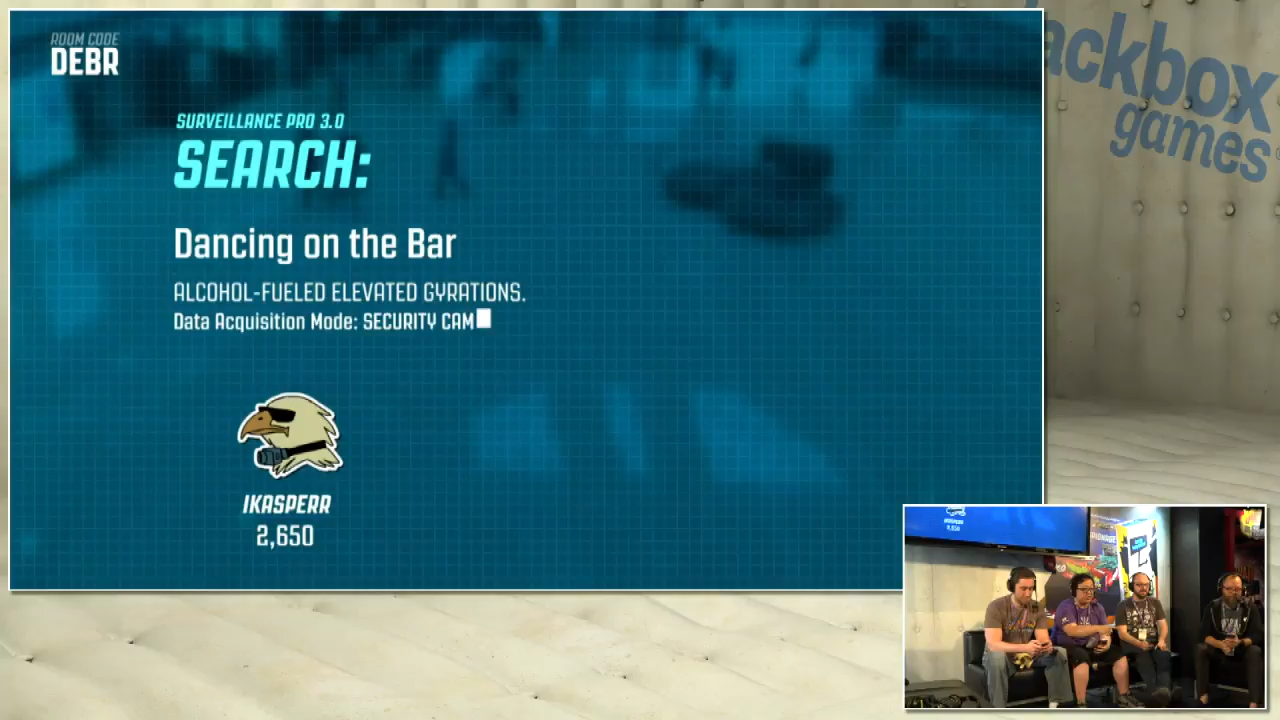 ROOM CODE
DEBR
SURVEILLANCE PRO 3.0
SEARCH:
Dancing on the Bar
ALCOHOL-FUELED ELEVATED GYRATIONS.
Data Acquisition Mode: SECURITY CAM
IKASPERR
2,650
ackbox
games